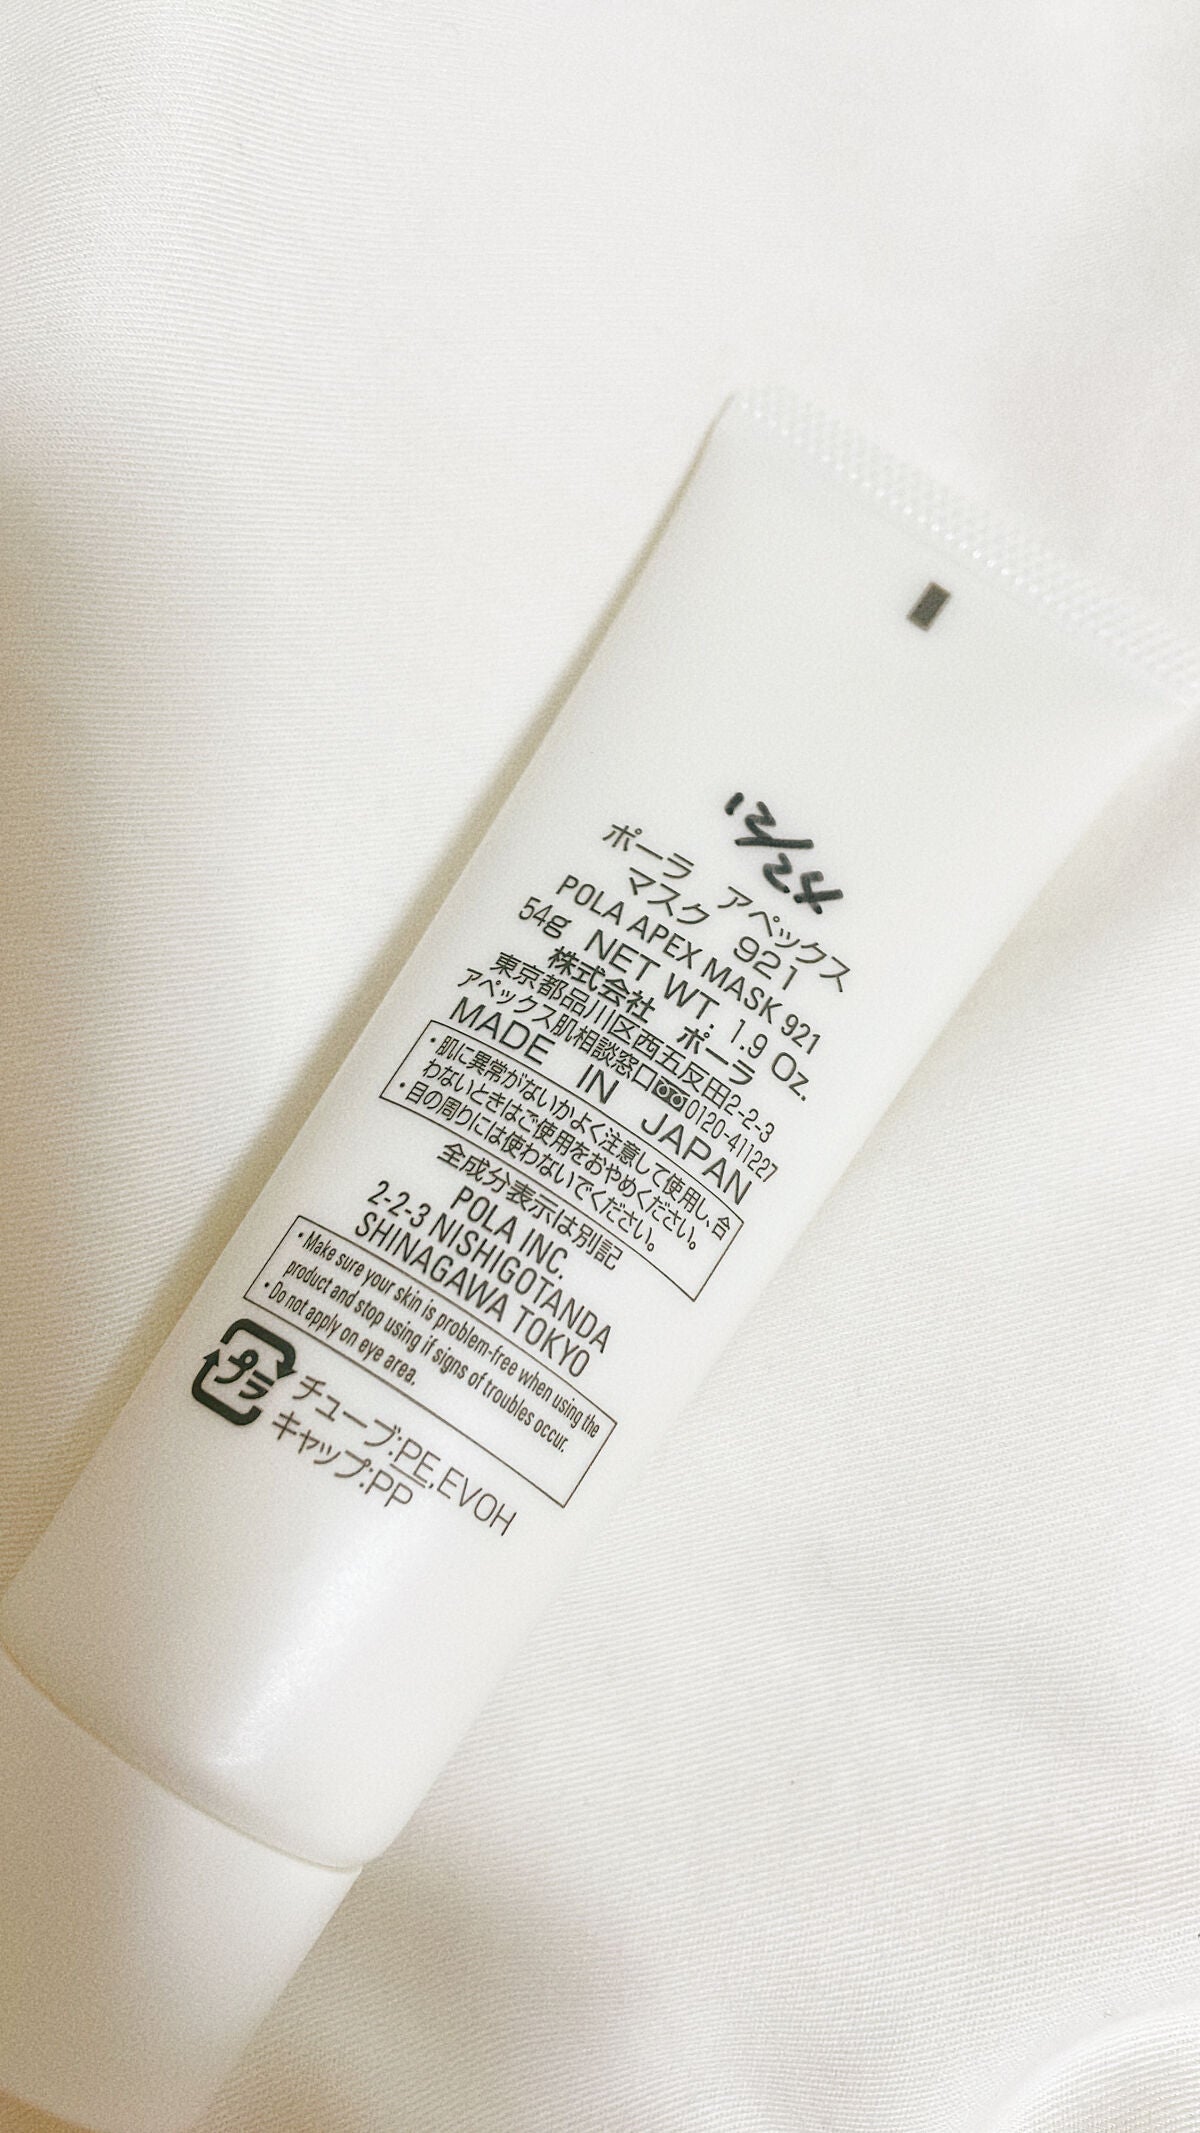 12/24
ポーラ アペックス
マスク 921
POLA APEX MASK 921
54g NET WT. 1.9 Oz.
株式会社 ポーラ
東京都品川区西五反田2-2-3
アペックス肌相談窓口0120-411227
MADE IN JAPAN
・肌に異常がないかよく注意して使用し、合
わないときはご使用をおやめください。
・目の周りには使わないでください。
全成分表示は別記
POLA INC.
2-2-3 NISHIGOTANDA
SHINAGAWA TOKYO
・Make sure your skin is problem-free when using the
product and stop using if signs of troubles occur.
・Do not apply on eye area.
プラ
チューブ:PE,EVOH
キャップ:PP